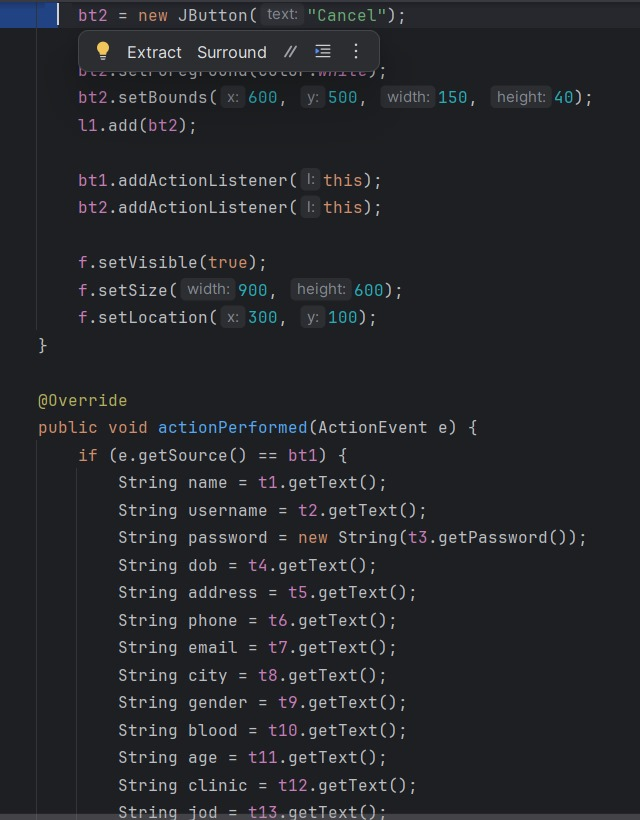 bt2 = new JButton( text: "Cancel");
Extract Surround //
bt2.setForeground(Color.white);
bt2.setBounds( x: 600, y: 500, width: 150, height: 40);
l1.add(bt2);
bt1.addActionListener( l: this);
bt2.addActionListener( l: this);
f.setVisible(true);
f.setSize( width: 900, height: 600);
f.setLocation( x: 300, y: 100);
}
@Override
public void actionPerformed(ActionEvent e) {
if (e.getSource() == bt1) {
String name = t1.getText();
String username = t2.getText();
String password = new String(t3.getPassword());
String dob = t4.getText();
String address = t5.getText();
String phone = t6.getText();
String email = t7.getText();
String city = t8.getText();
String gender = t9.getText();
String blood = t10.getText();
String age = t11.getText();
String clinic = t12.getText();
String jod = t13.getText();